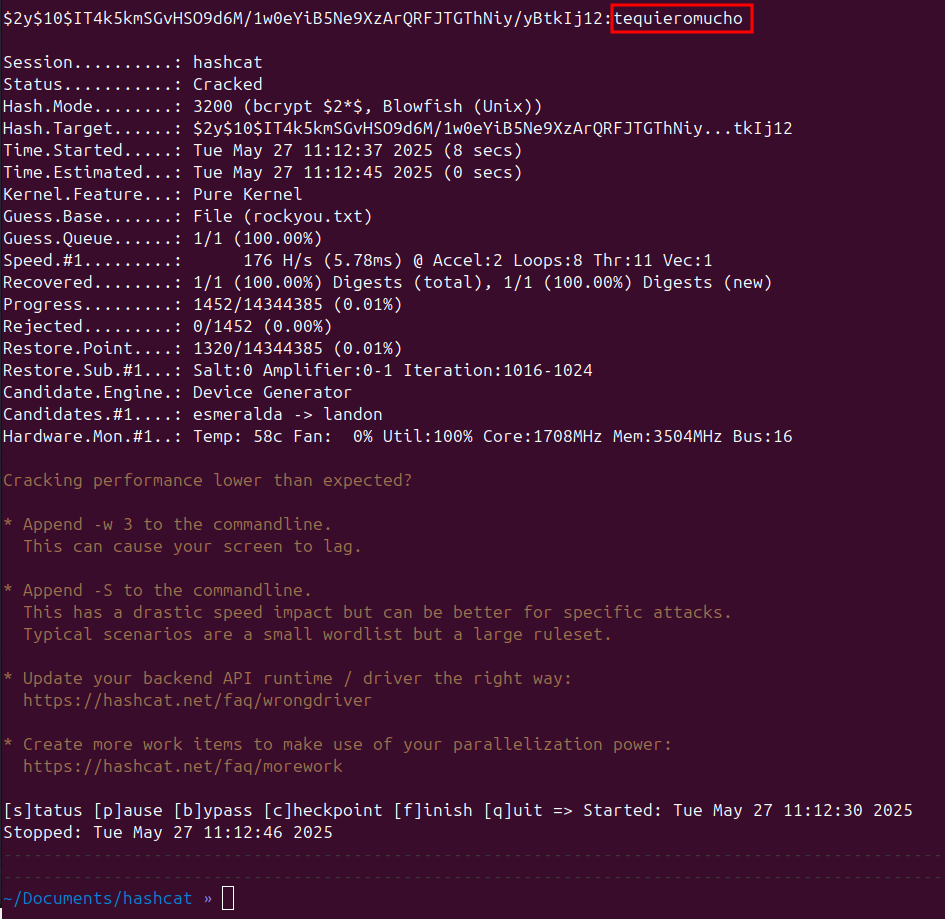 $2y$10$IT4k5kmSGvHSO9d6M/1w0eYiB5Ne9XzArQRFJTGThNiy/yBtkIj12:tequieromucho
Session..........: hashcat
Status...........: Cracked
Hash.Mode........: 3200 (bcrypt $2*$, Blowfish (Unix))
Hash.Target......: $2y$10$IT4k5kmSGvHSO9d6M/1w0eYiB5Ne9XzArQRFJTGThNiy...tkIj12
Time.Started.....: Tue May 27 11:12:37 2025 (8 secs)
Time.Estimated...: Tue May 27 11:12:45 2025 (0 secs)
Kernel.Feature...: Pure Kernel
Guess.Base.......: File (rockyou.txt)
Guess.Queue......: 1/1 (100.00%)
Speed.#1.........:      176 H/s (5.78ms) @ Accel:2 Loops:8 Thr:11 Vec:1
Recovered........: 1/1 (100.00%) Digests (total), 1/1 (100.00%) Digests (new)
Progress.........: 1452/14344385 (0.01%)
Rejected.........: 0/1452 (0.00%)
Restore.Point....: 1320/14344385 (0.01%)
Restore.Sub.#1...: Salt:0 Amplifier:0-1 Iteration:1016-1024
Candidate.Engine.: Device Generator
Candidates.#1....: esmeralda -> landon
Hardware.Mon.#1..: Temp: 58c Fan:  0% Util:100% Core:1708MHz Mem:3504MHz Bus:16
Cracking performance lower than expected?
* Append -w 3 to the commandline.
  This can cause your screen to lag.
* Append -S to the commandline.
  This has a drastic speed impact but can be better for specific attacks.
  Typical scenarios are a small wordlist but a large ruleset.
* Update your backend API runtime / driver the right way:
  https://hashcat.net/faq/wrongdriver
* Create more work items to make use of your parallelization power:
  https://hashcat.net/faq/morework
[s]tatus [p]ause [b]ypass [c]heckpoint [f]inish [q]uit => Started: Tue May 27 11:12:30 2025
Stopped: Tue May 27 11:12:46 2025
~/Documents/hashcat »